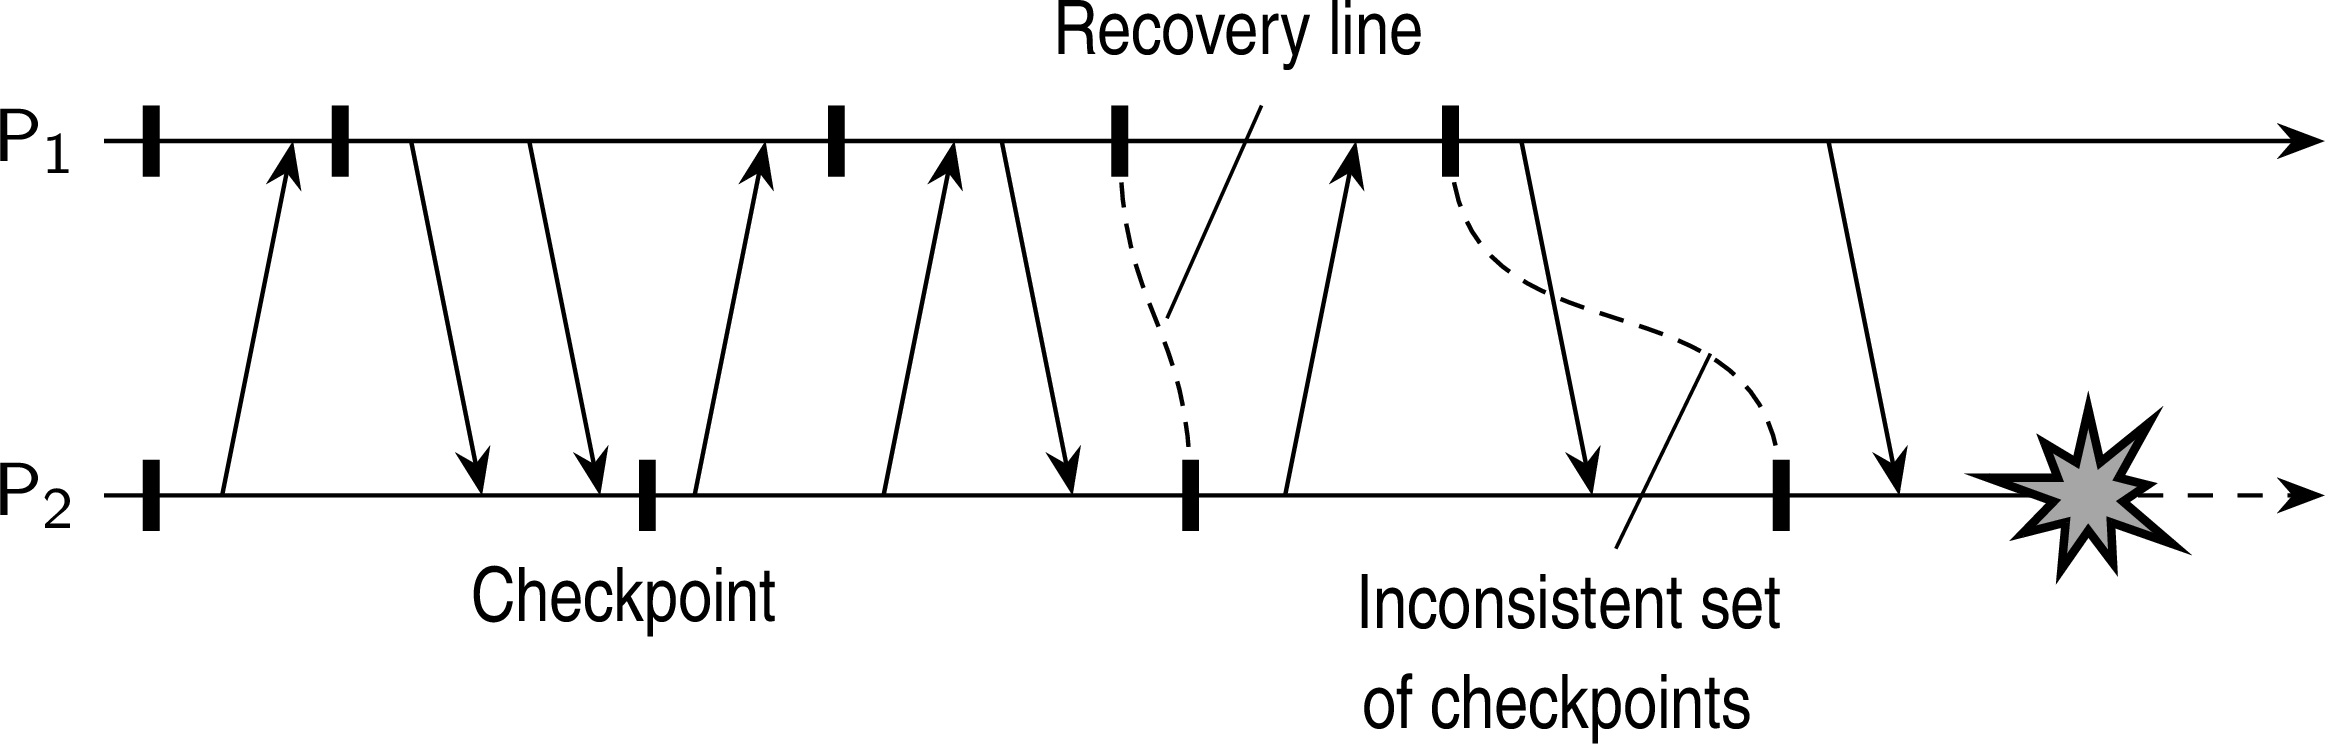 Recovery line
P1
P2
Checkpoint
Inconsistent set
of checkpoints